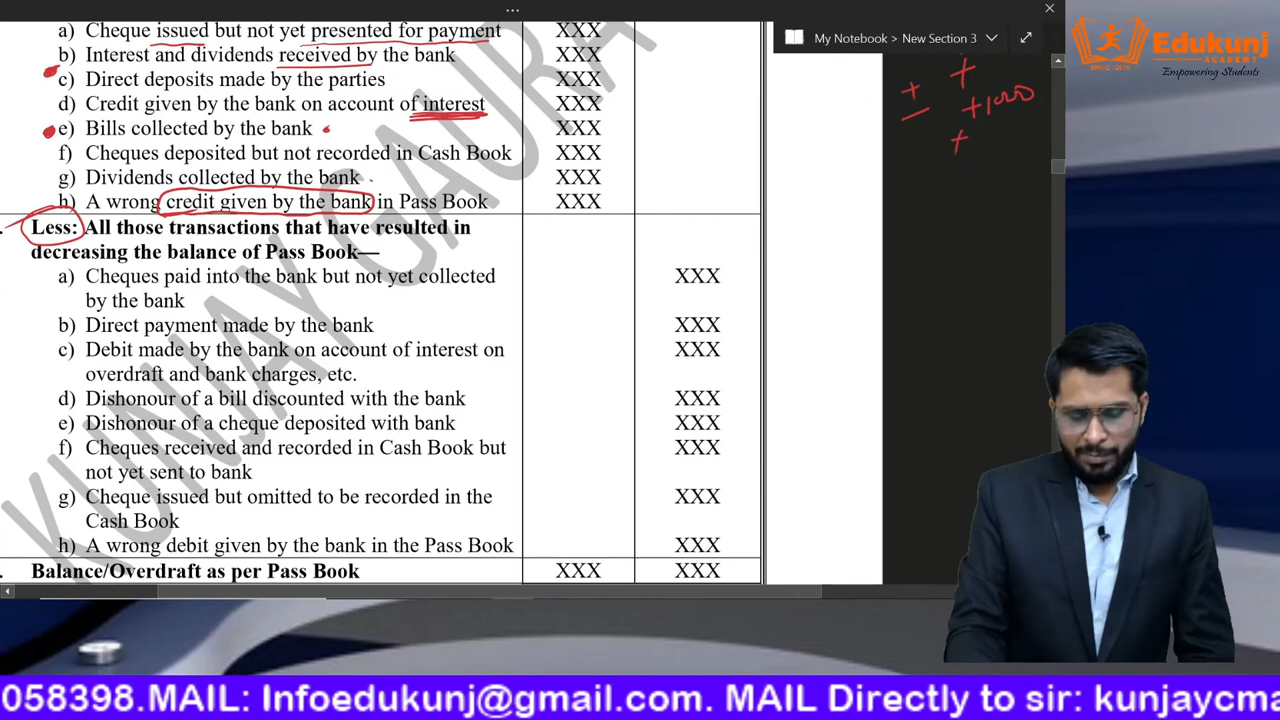 ...
My Notebook > New Section 3
Edukunj
ACADEMY
Empowering Students
a) Cheque issued but not yet presented for payment XXX
b) Interest and dividends received by the bank XXX
c) Direct deposits made by the parties XXX
d) Credit given by the bank on account of interest XXX
e) Bills collected by the bank XXX
f) Cheques deposited but not recorded in Cash Book XXX
g) Dividends collected by the bank XXX
h) A wrong credit given by the bank in Pass Book XXX
+ +
- +1000
+
Less: All those transactions that have resulted in
decreasing the balance of Pass Book—
a) Cheques paid into the bank but not yet collected XXX
by the bank
b) Direct payment made by the bank XXX
c) Debit made by the bank on account of interest on XXX
overdraft and bank charges, etc.
d) Dishonour of a bill discounted with the bank XXX
e) Dishonour of a cheque deposited with bank XXX
f) Cheques received and recorded in Cash Book but XXX
not yet sent to bank
g) Cheque issued but omitted to be recorded in the XXX
Cash Book
h) A wrong debit given by the bank in the Pass Book XXX
. Balance/Overdraft as per Pass Book XXX XXX
KUNJAY GAURA
058398.MAIL: Infoedukunj@gmail.com. MAIL Directly to sir: kunjaycma